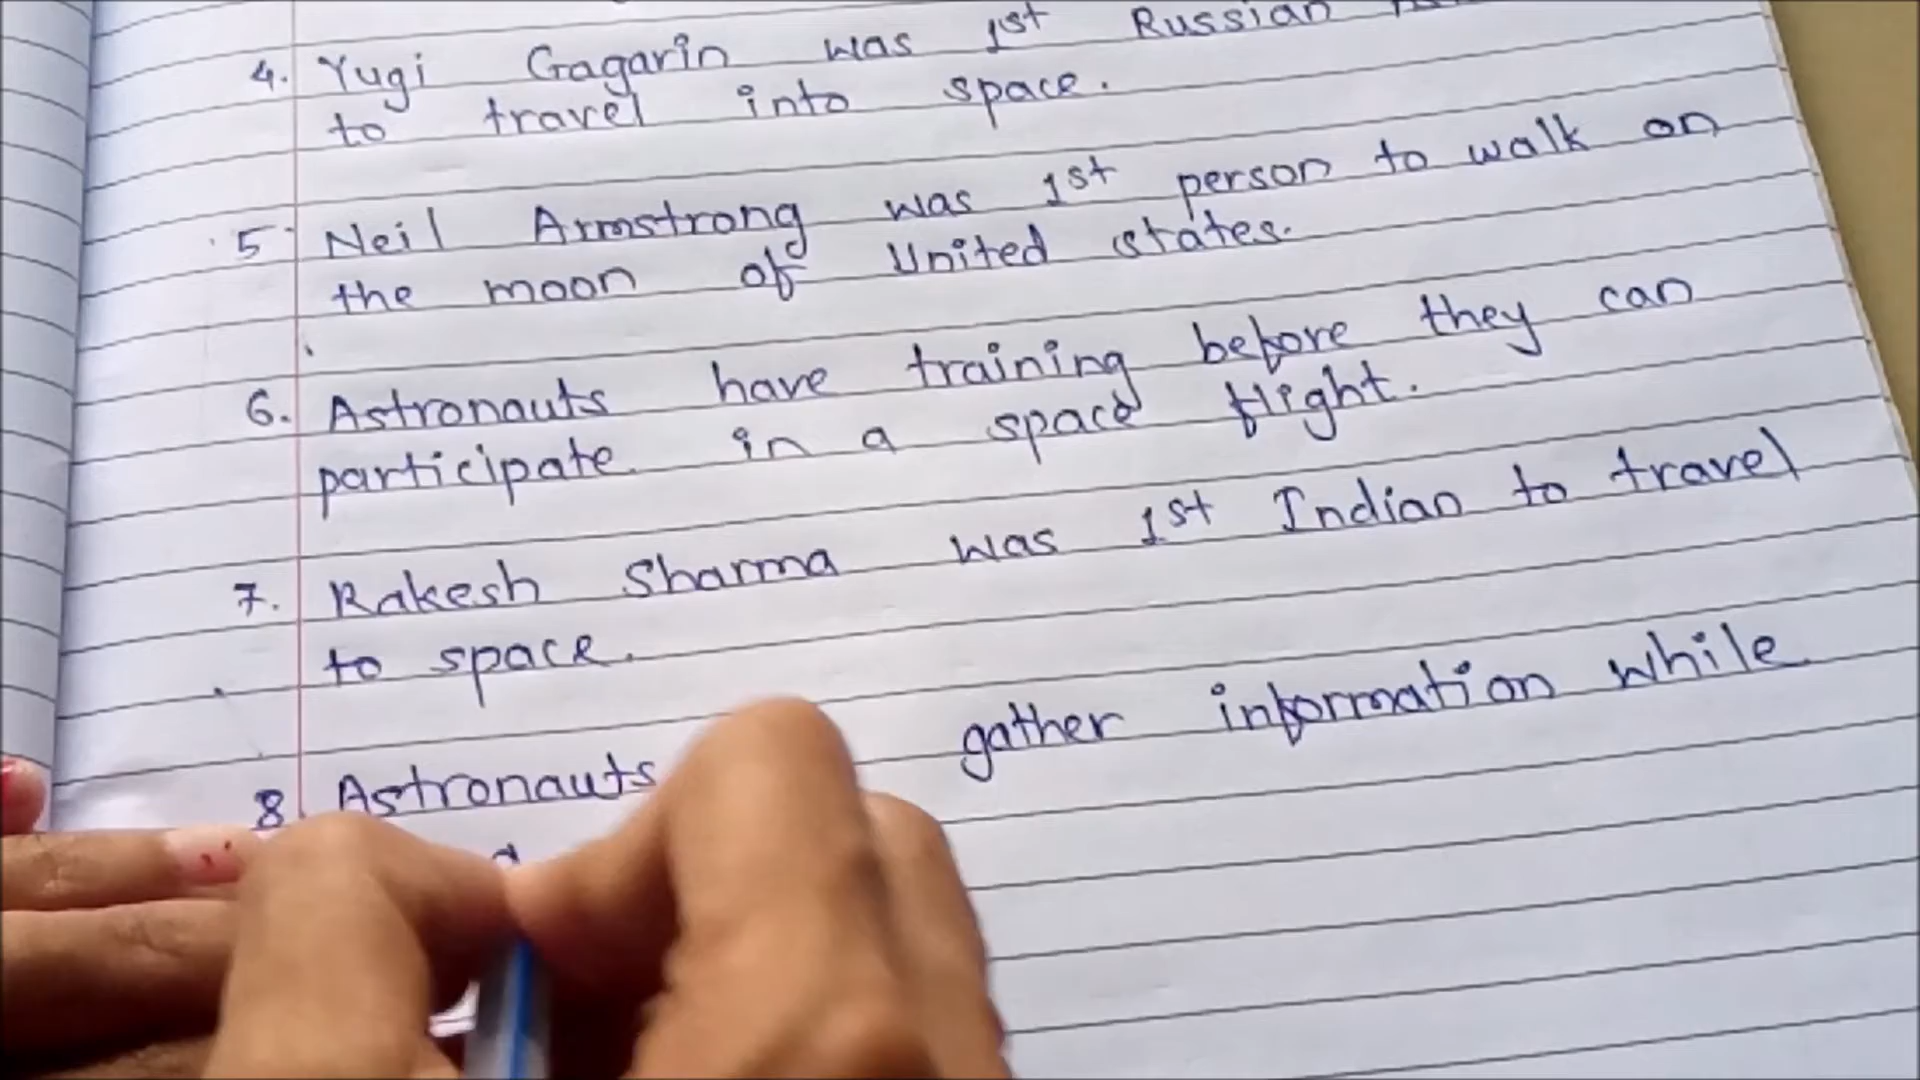 4. Yugi Gagarin was 1st Russian
to travel into space.
5. Neil Armstrong was 1st person to walk on
the moon of United states.
6. Astronauts have training before they can
participate in a space flight.
7. Rakesh Sharma was 1st Indian to travel
to space.
8 Astronauts gather information while